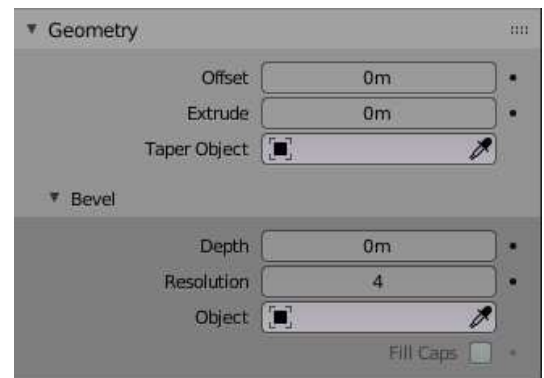 Geometry
Offset 0m
Extrude 0m
Taper Object
Bevel
Depth 0m
Resolution 4
Object
Fill Caps